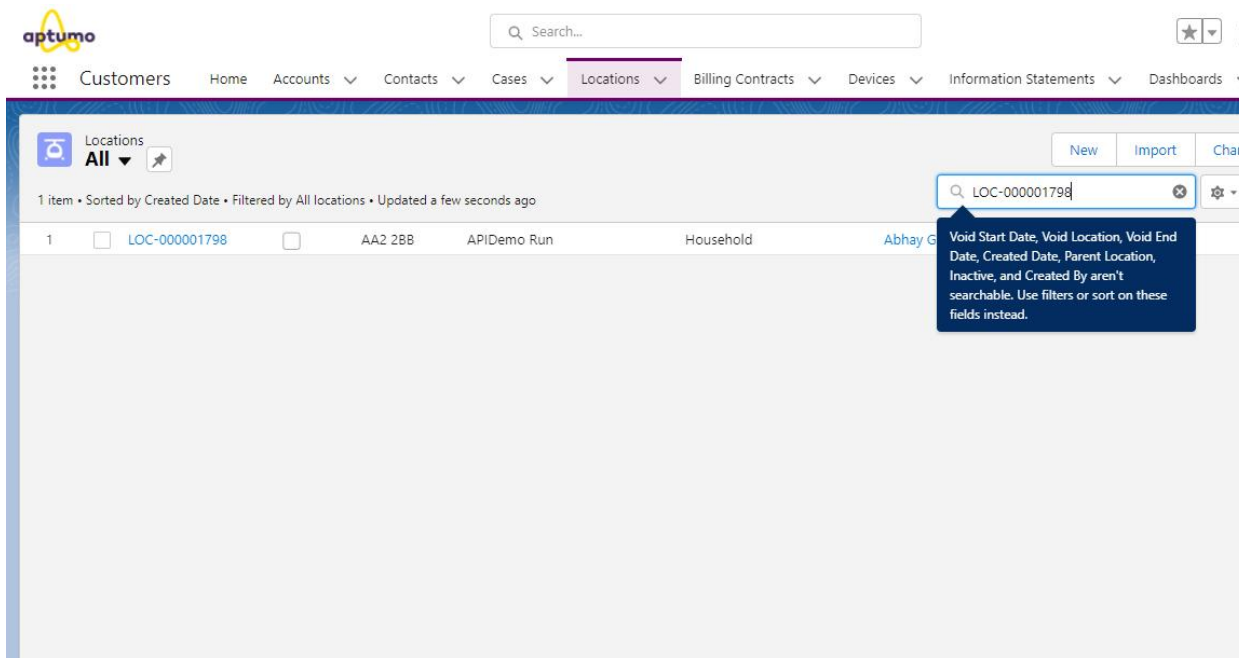 aptumo
Search...
Customers Home Accounts Contacts Cases Locations Billing Contracts Devices Information Statements Dashboards
Locations
All
New Import
1 item • Sorted by Created Date • Filtered by All locations • Updated a few seconds ago
LOC-000001798
1 LOC-000001798 AA2 2BB APIDemo Run Household Abhay G
Void Start Date, Void Location, Void End
Date, Created Date, Parent Location,
Inactive, and Created By aren't
searchable. Use filters or sort on these
fields instead.